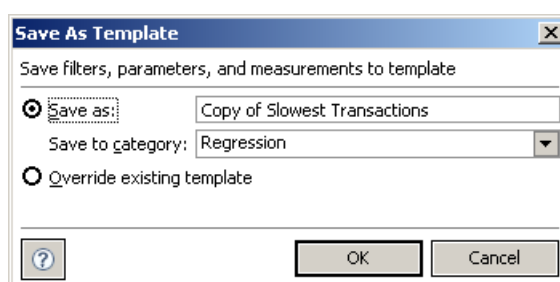 Save As Template
Save filters, parameters, and measurements to template
Save as: Copy of Slowest Transactions
Save to category: Regression
Override existing template
? OK Cancel